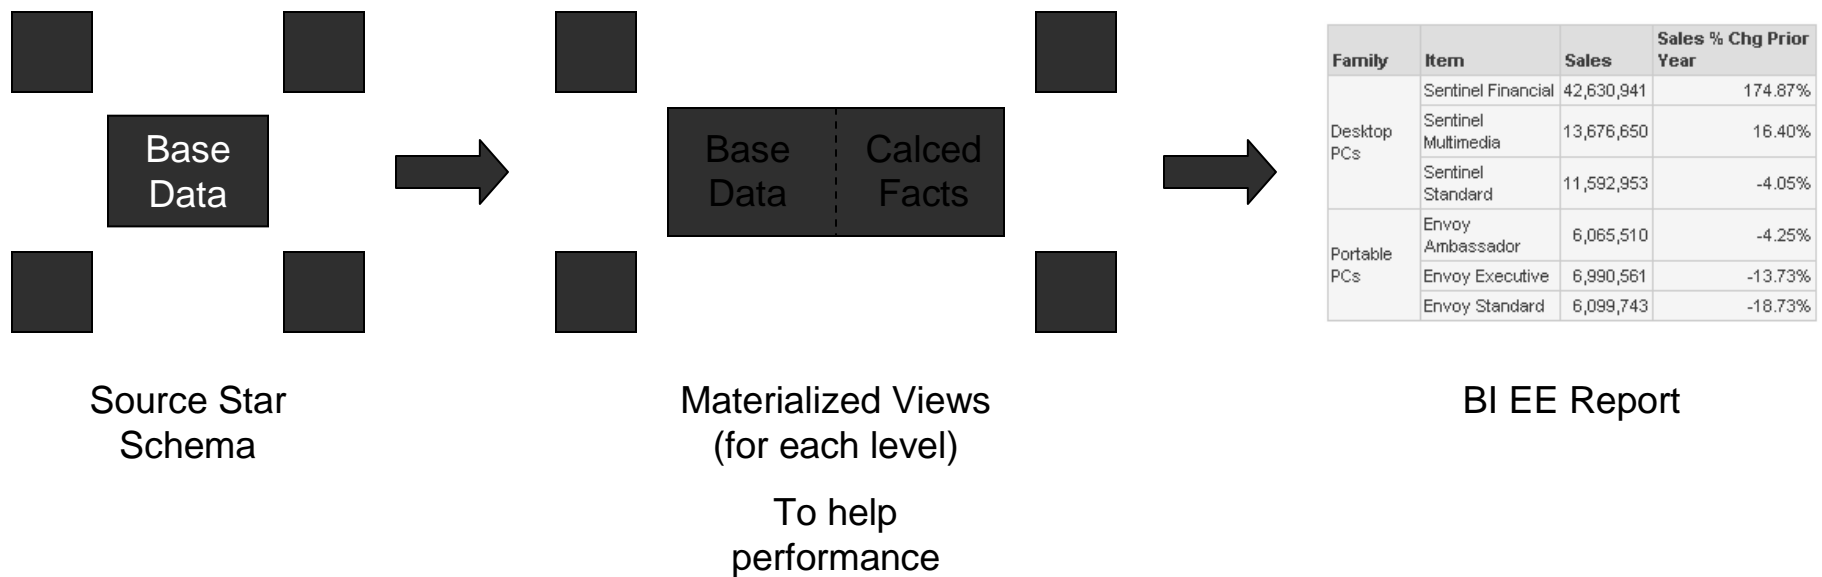 Base
Data
Source Star
Schema
Base
Data
Calced
Facts
Materialized Views
(for each level)
To help
performance
Family Item Sales Sales % Chg Prior
Year
Desktop
PCs
Sentinel Financial 42,630,941 174.87%
Sentinel
Multimedia 13,676,650 16.40%
Sentinel
Standard 11,592,953 -4.05%
Portable
PCs
Envoy
Ambassador 6,065,510 -4.25%
Envoy Executive 6,990,561 -13.73%
Envoy Standard 6,099,743 -18.73%
BI EE Report